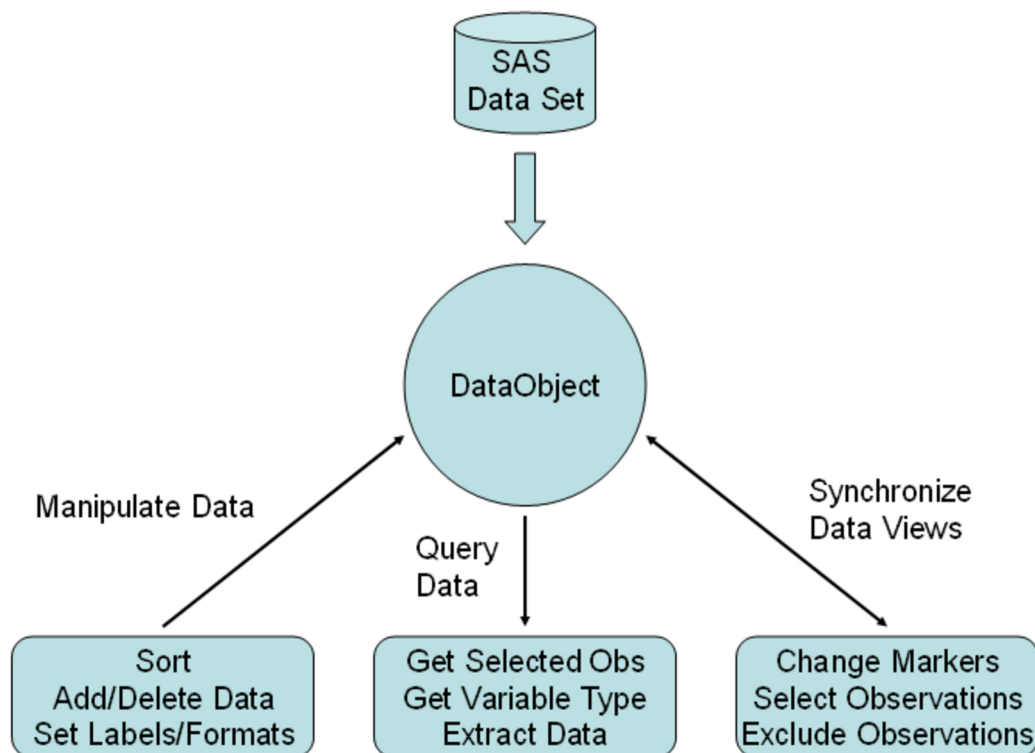 SAS
Data Set
DataObject
Manipulate Data
Query
Data
Synchronize
Data Views
Sort
Add/Delete Data
Set Labels/Formats
Get Selected Obs
Get Variable Type
Extract Data
Change Markers
Select Observations
Exclude Observations